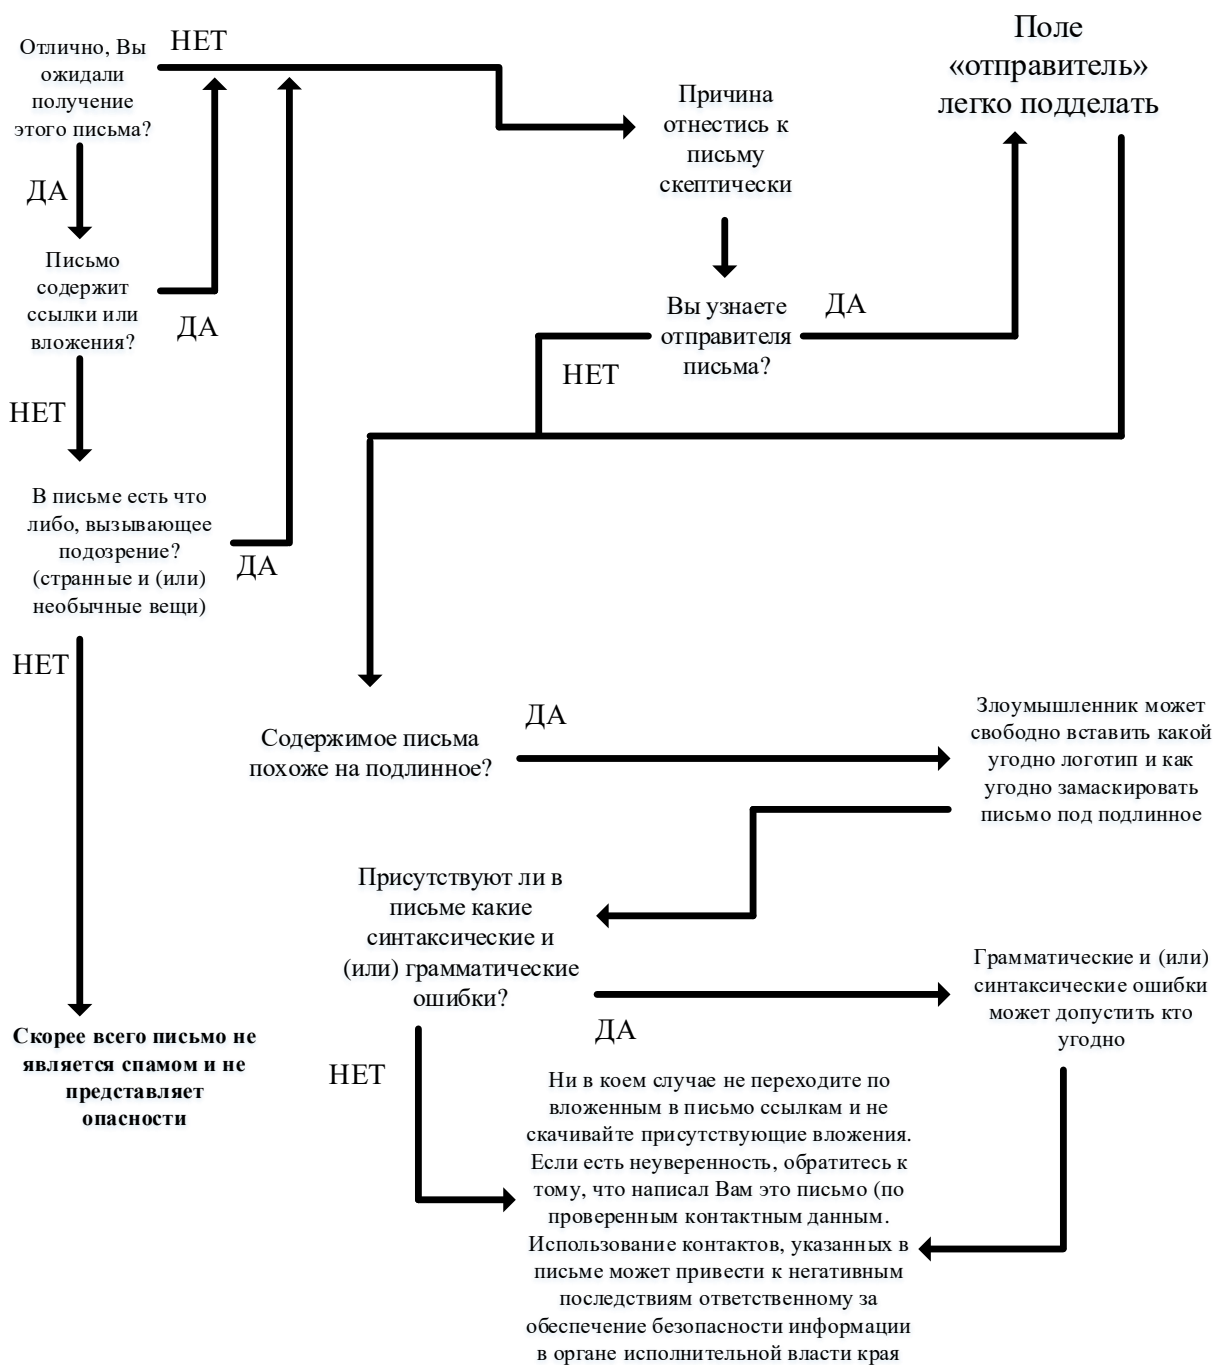 Отлично, Вы
ожидали
получение
этого письма?
НЕТ
Причина
отнестись к
письму
скептически
Поле
«отправитель»
легко подделать
ДА
Письмо
содержит
ссылки или
вложения?
ДА
Вы узнаете
отправителя
письма?
ДА
НЕТ
НЕТ
В письме есть что
либо, вызывающее
подозрение?
(странные и (или)
необычные вещи)
ДА
НЕТ
Содержимое письма
похоже на подлинное?
ДА
Злоумышленник может
свободно вставить какой
угодно логотип и как
угодно замаскировать
письмо под подлинное
Присутствуют ли в
письме какие
синтаксические и
(или) грамматические
ошибки?
ДА
Грамматические и (или)
синтаксические ошибки
может допустить кто
угодно
НЕТ
Скорее всего письмо не
является спамом и не
представляет
опасности
Ни в коем случае не переходите по
вложенным в письмо ссылкам и не
скачивайте присутствующие вложения.
Если есть неуверенность, обратитесь к
тому, что написал Вам это письмо (по
проверенным контактным данным.
Использование контактов, указанных в
письме может привести к негативным
последствиям ответственному за
обеспечение безопасности информации
в органе исполнительной власти края